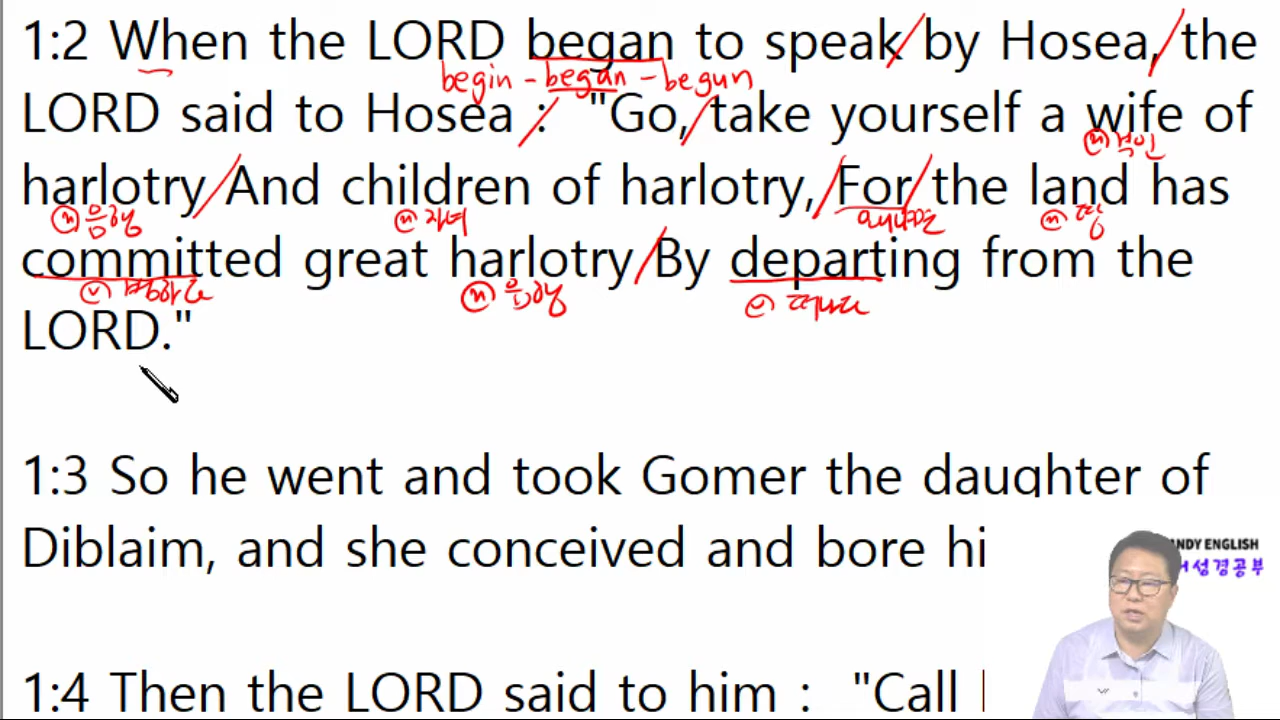 1:2 When the LORD began to speak by Hosea, the
begin - began - begun
LORD said to Hosea : "Go, take yourself a wife of
ⓝ 부인
harlotry And children of harlotry, For the land has
ⓝ 음행 ⓝ 자녀 왜냐하면 ⓝ 땅
committed great harlotry By departing from the
ⓥ 범하다 ⓝ 음행 ⓥ 떠나다
LORD."
1:3 So he went and took Gomer the daughter of
Diblaim, and she conceived and bore hi
ANDY ENGLISH
성경공부
1:4 Then the LORD said to him : "Call